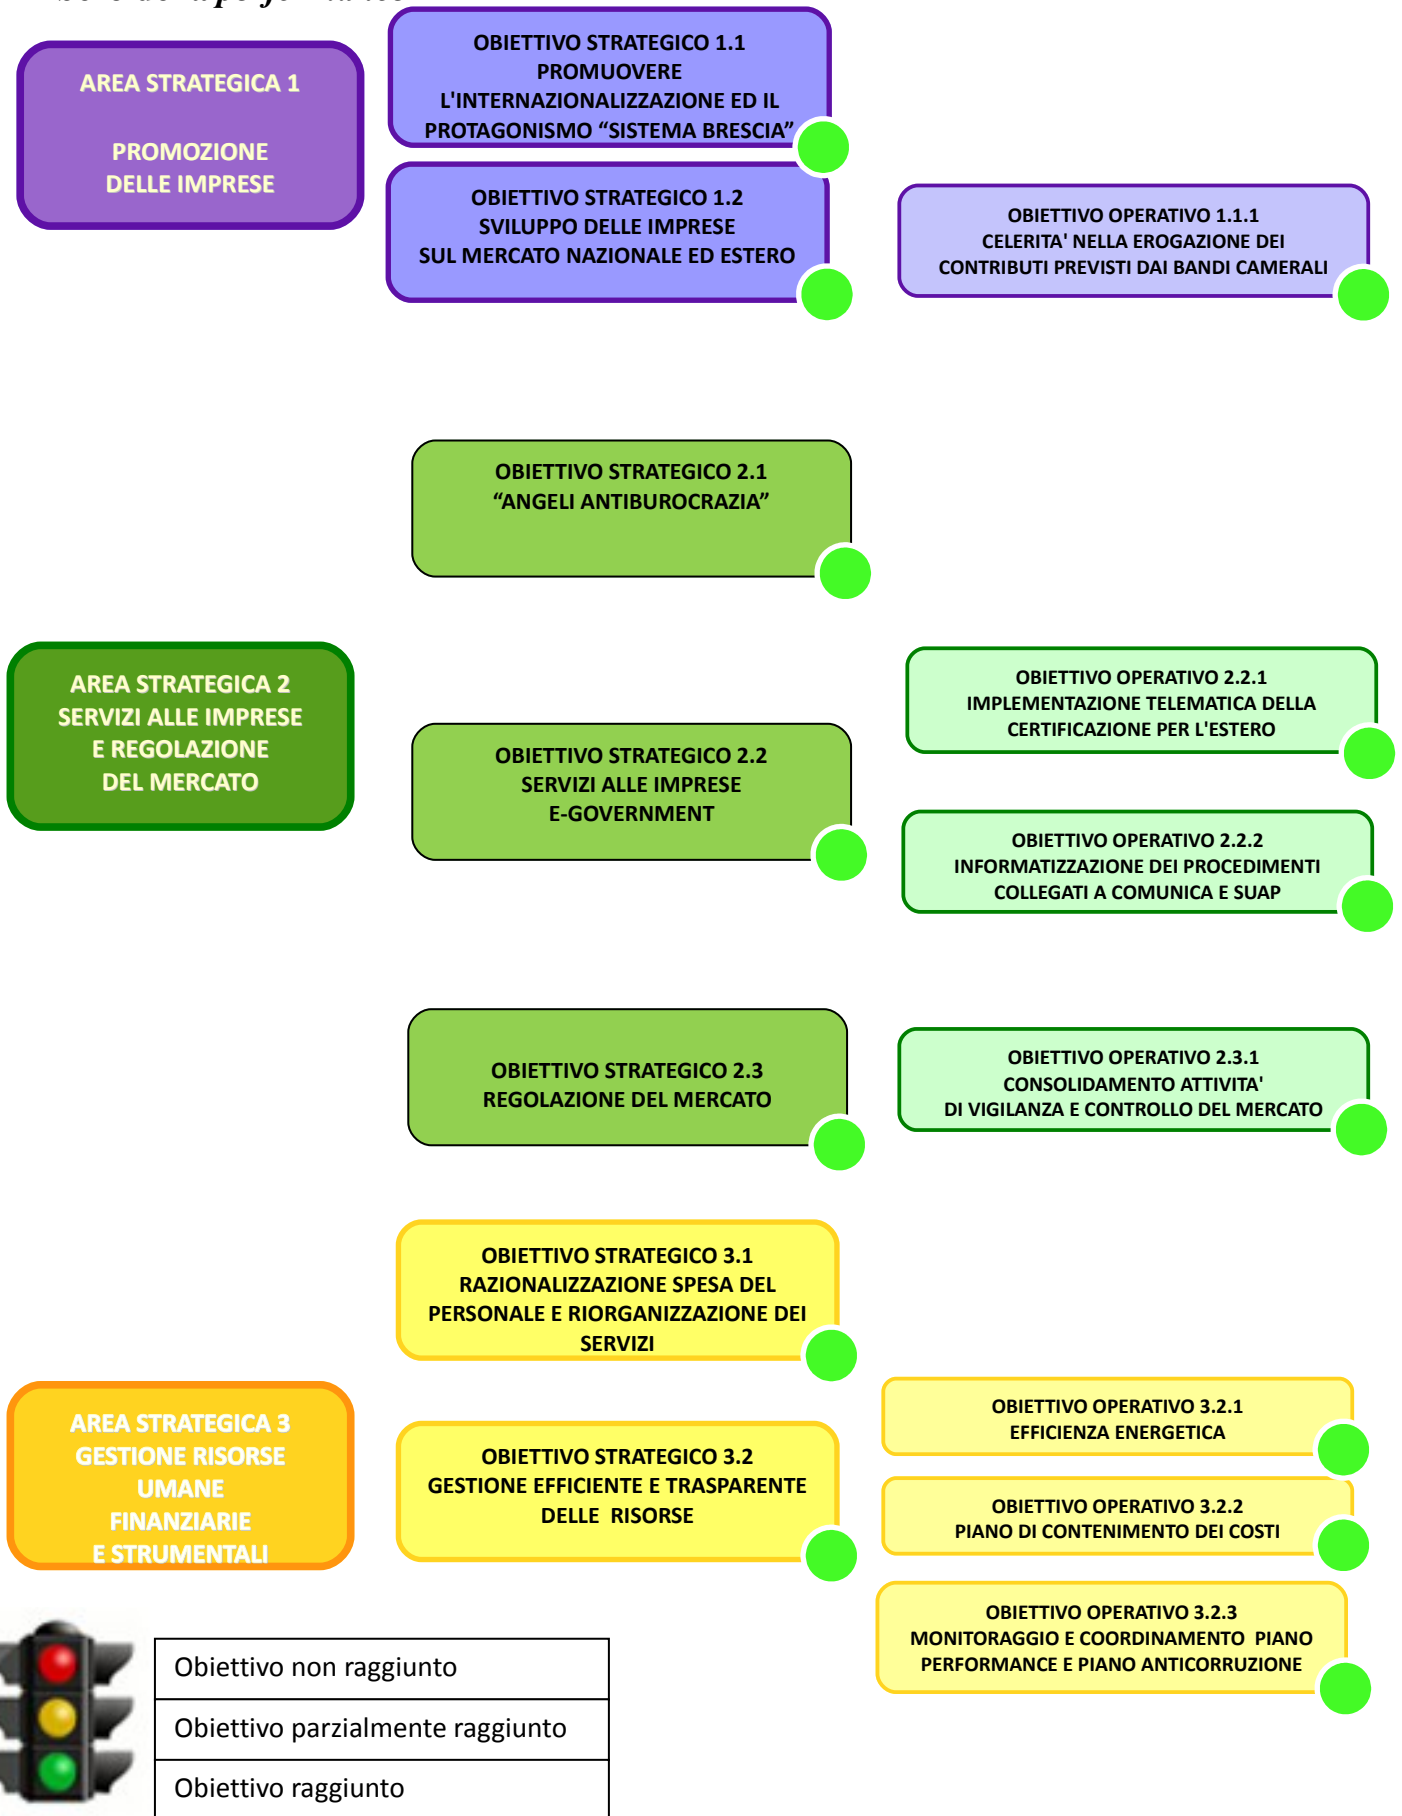 AREA STRATEGICA 1
PROMOZIONE
DELLE IMPRESE
OBIETTIVO STRATEGICO 1.1
PROMUOVERE
L'INTERNAZIONALIZZAZIONE ED IL
PROTAGONISMO “SISTEMA BRESCIA”
OBIETTIVO STRATEGICO 1.2
SVILUPPO DELLE IMPRESE
SUL MERCATO NAZIONALE ED ESTERO
OBIETTIVO OPERATIVO 1.1.1
CELERITA' NELLA EROGAZIONE DEI
CONTRIBUTI PREVISTI DAI BANDI CAMERALI
OBIETTIVO STRATEGICO 2.1
“ANGELI ANTIBUROCRAZIA”
AREA STRATEGICA 2
SERVIZI ALLE IMPRESE
E REGOLAZIONE
DEL MERCATO
OBIETTIVO STRATEGICO 2.2
SERVIZI ALLE IMPRESE
E-GOVERNMENT
OBIETTIVO OPERATIVO 2.2.1
IMPLEMENTAZIONE TELEMATICA DELLA
CERTIFICAZIONE PER L'ESTERO
OBIETTIVO OPERATIVO 2.2.2
INFORMATIZZAZIONE DEI PROCEDIMENTI
COLLEGATI A COMUNICA E SUAP
OBIETTIVO STRATEGICO 2.3
REGOLAZIONE DEL MERCATO
OBIETTIVO OPERATIVO 2.3.1
CONSOLIDAMENTO ATTIVITA'
DI VIGILANZA E CONTROLLO DEL MERCATO
OBIETTIVO STRATEGICO 3.1
RAZIONALIZZAZIONE SPESA DEL
PERSONALE E RIORGANIZZAZIONE DEI
SERVIZI
AREA STRATEGICA 3
GESTIONE RISORSE
UMANE
FINANZIARIE
E STRUMENTALI
OBIETTIVO STRATEGICO 3.2
GESTIONE EFFICIENTE E TRASPARENTE
DELLE RISORSE
OBIETTIVO OPERATIVO 3.2.1
EFFICIENZA ENERGETICA
OBIETTIVO OPERATIVO 3.2.2
PIANO DI CONTENIMENTO DEI COSTI
OBIETTIVO OPERATIVO 3.2.3
MONITORAGGIO E COORDINAMENTO PIANO
PERFORMANCE E PIANO ANTICORRUZIONE
Obiettivo non raggiunto
Obiettivo parzialmente raggiunto
Obiettivo raggiunto